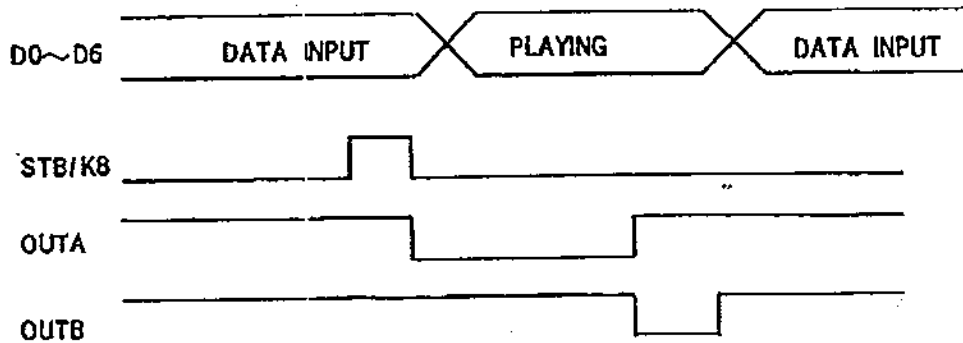 D0~D6 DATA INPUT PLAYING DATA INPUT
STB/K8
OUTA
OUTB